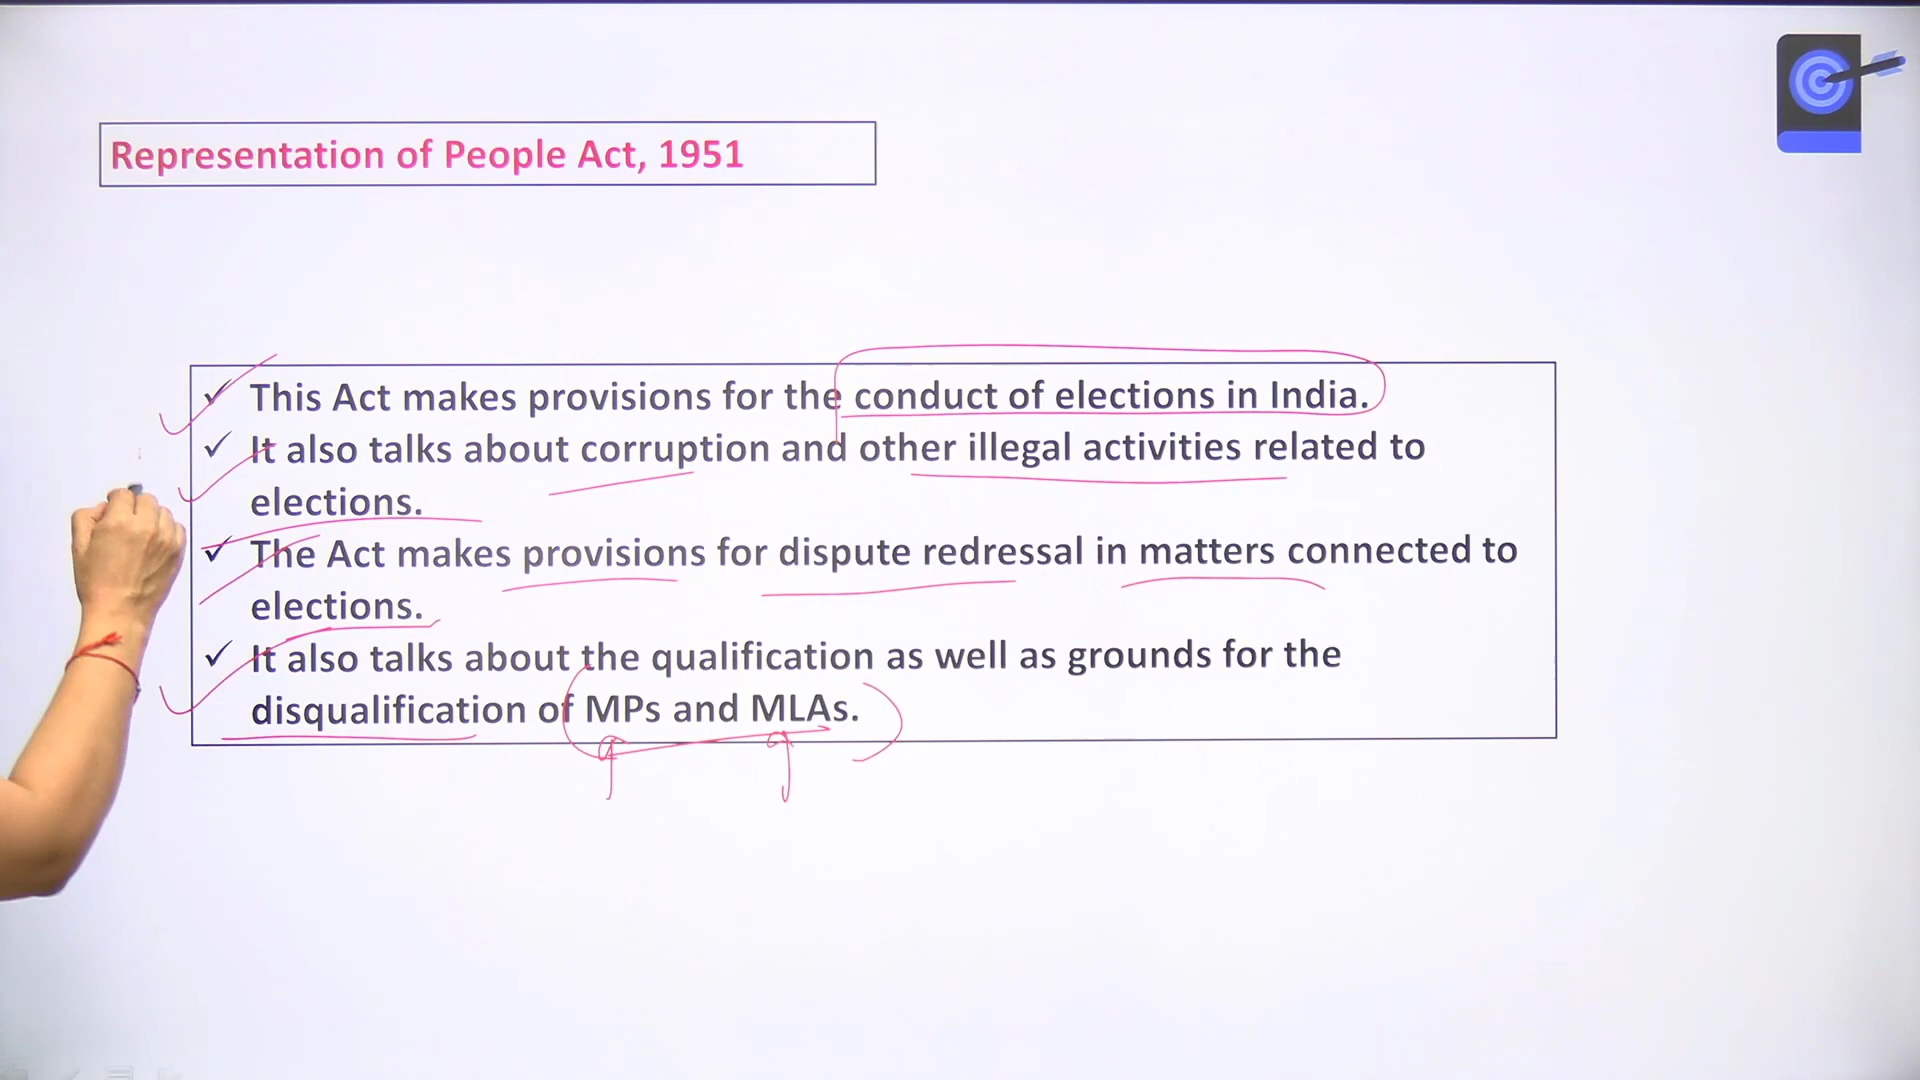 Representation of People Act, 1951
This Act makes provisions for the conduct of elections in India.
It also talks about corruption and other illegal activities related to
elections.
The Act makes provisions for dispute redressal in matters connected to
elections.
It also talks about the qualification as well as grounds for the
disqualification of MPs and MLAs.